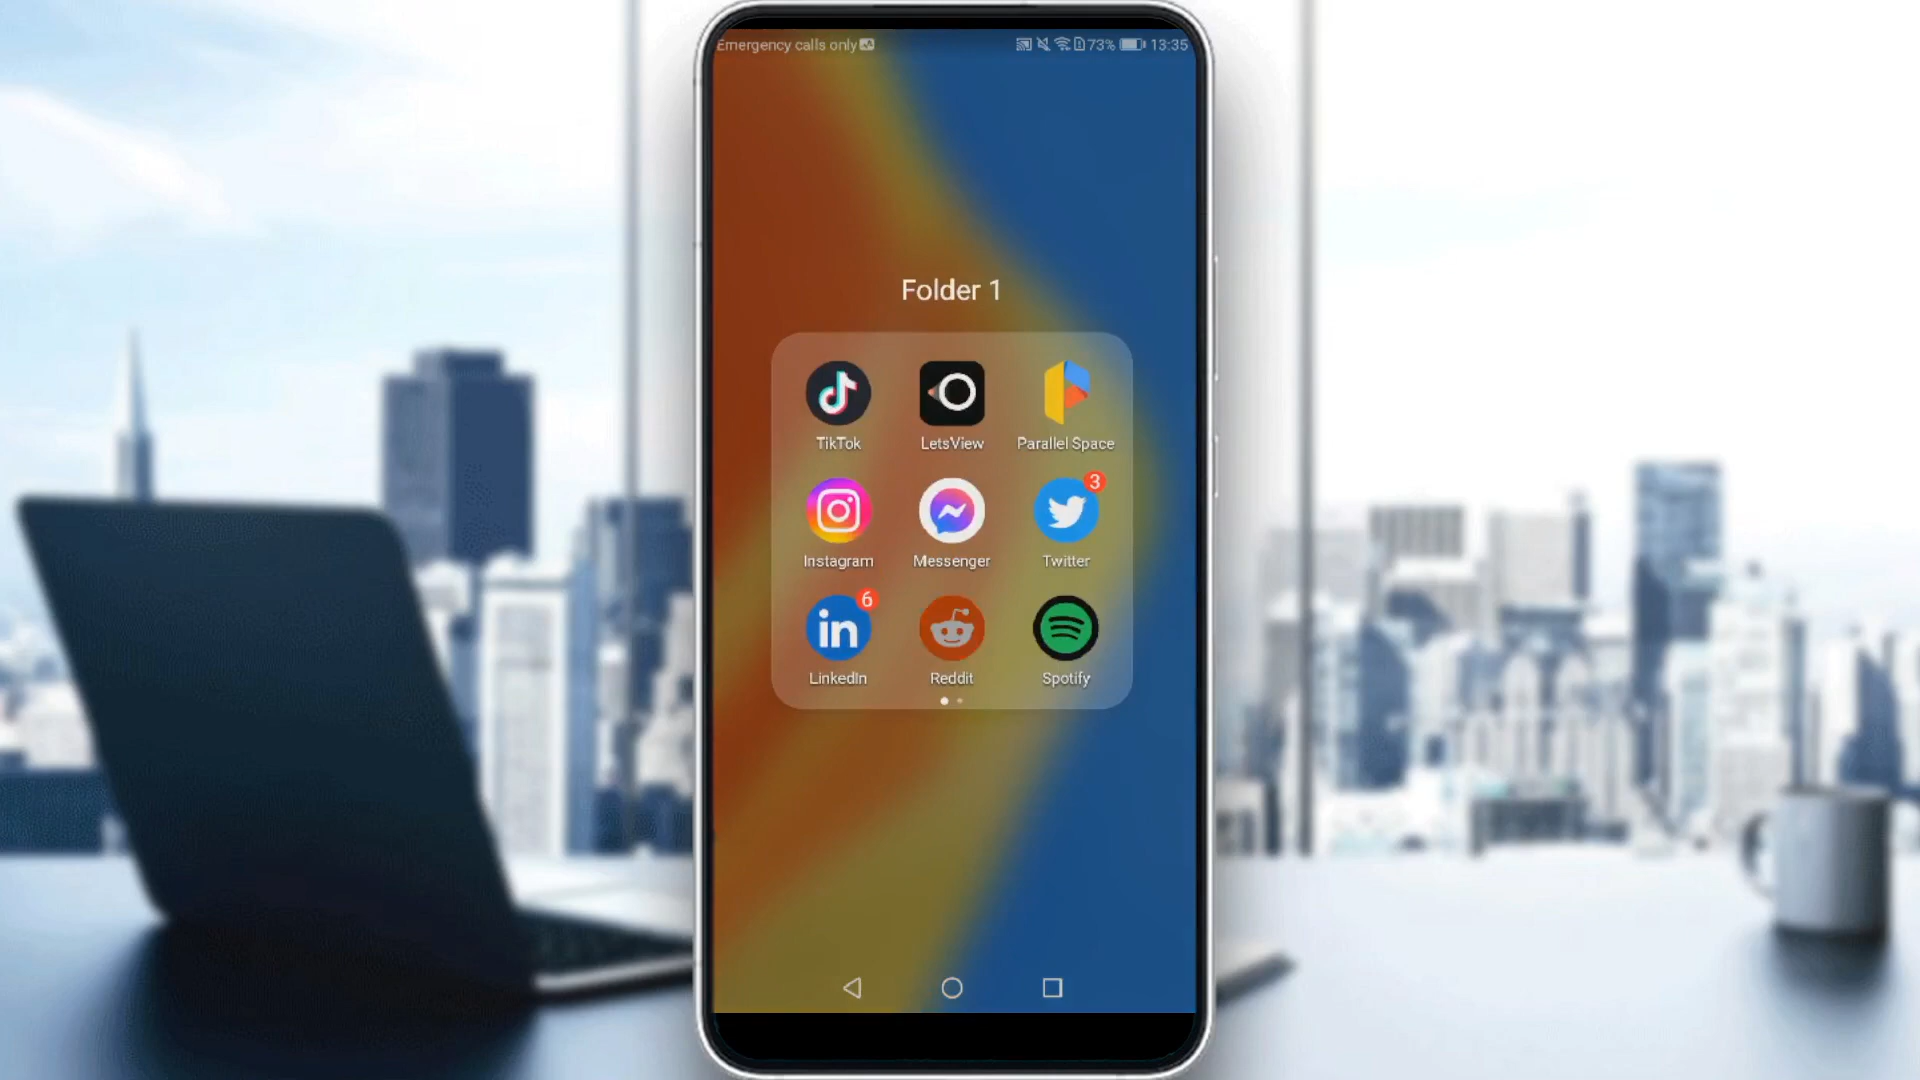 Emergency calls only 73% 13:35
Folder 1
TikTok LetsView Parallel Space
3
Instagram Messenger Twitter
6
in
LinkedIn Reddit Spotify